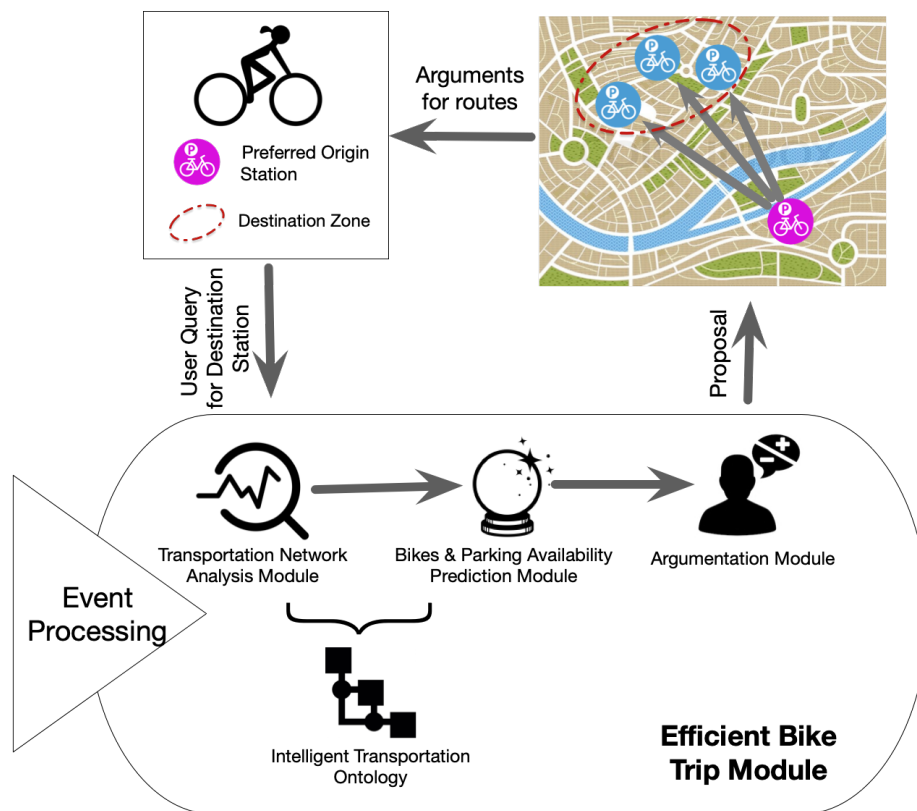 Arguments
for routes
P
P
P
P
P
Preferred Origin
Station
Destination Zone
User Query
for Destination
Station
Proposal
Transportation Network
Analysis Module
Bikes & Parking Availability
Prediction Module
Argumentation Module
Event
Processing
Intelligent Transportation
Ontology
Efficient Bike
Trip Module